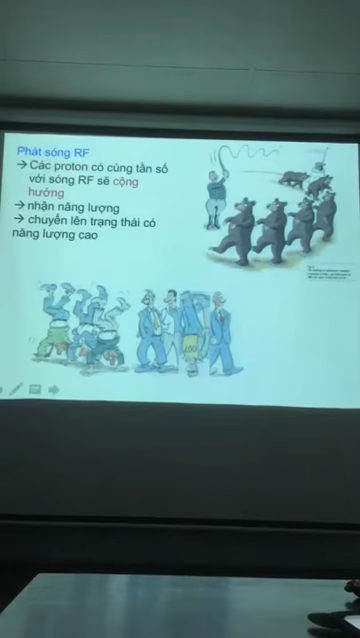 Phát sóng RF
→ Các proton có cùng tần số
với sóng RF sẽ cộng
hưởng
→ nhận năng lượng
→ chuyển lên trạng thái có
năng lượng cao